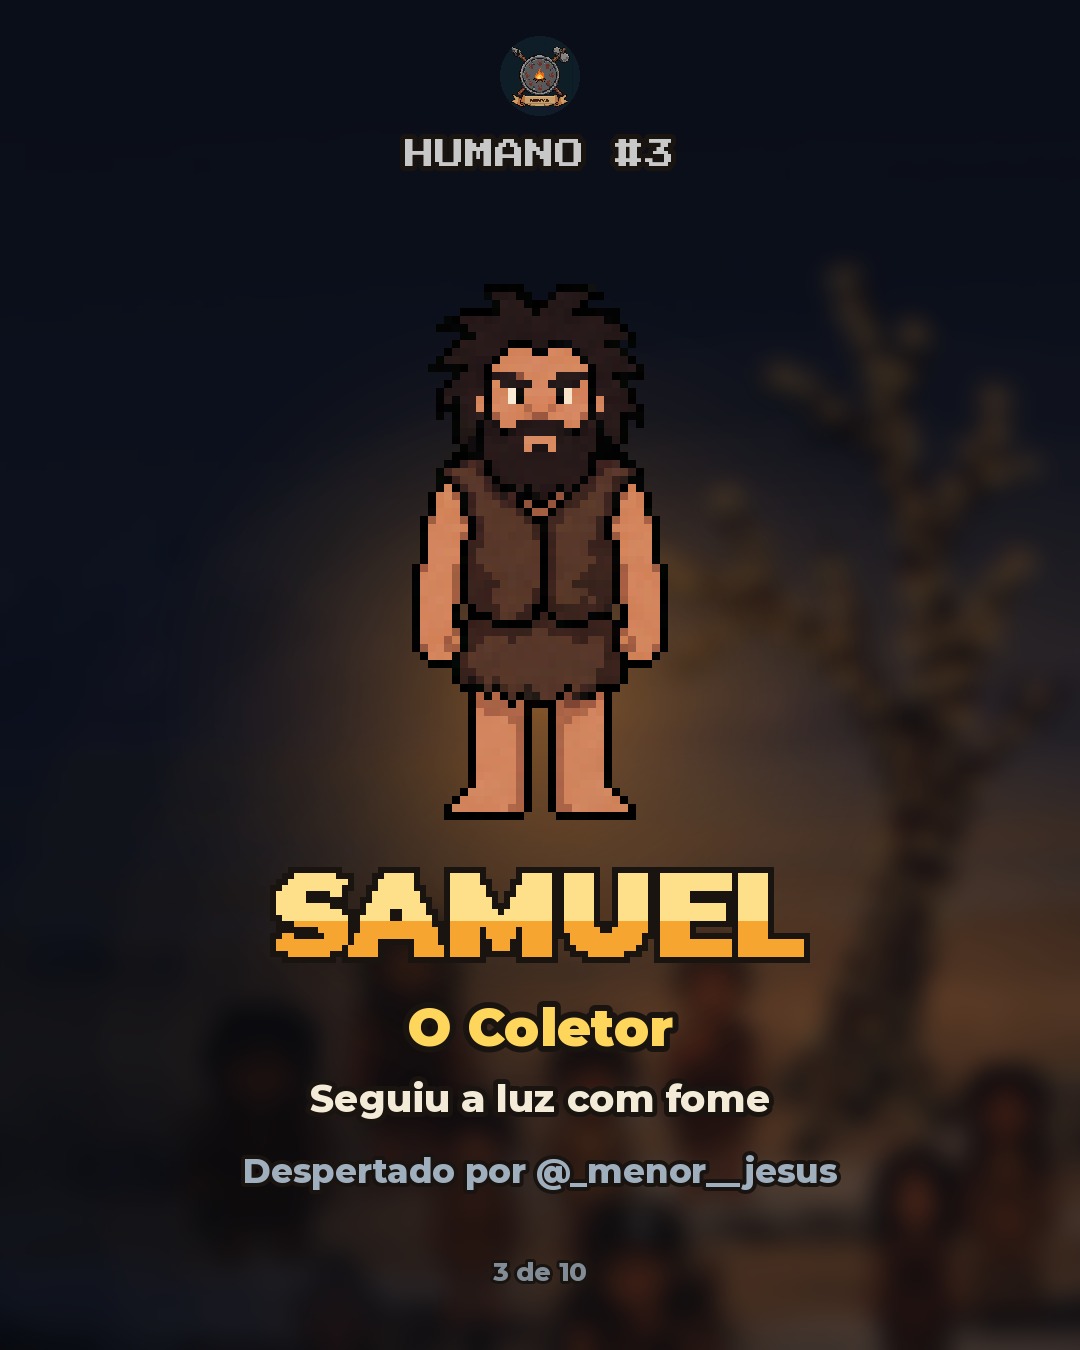 HUMANO #3
SAMUEL
O Coletor
Seguiu a luz com fome
Despertado por @_menor__jesus
3 de 10